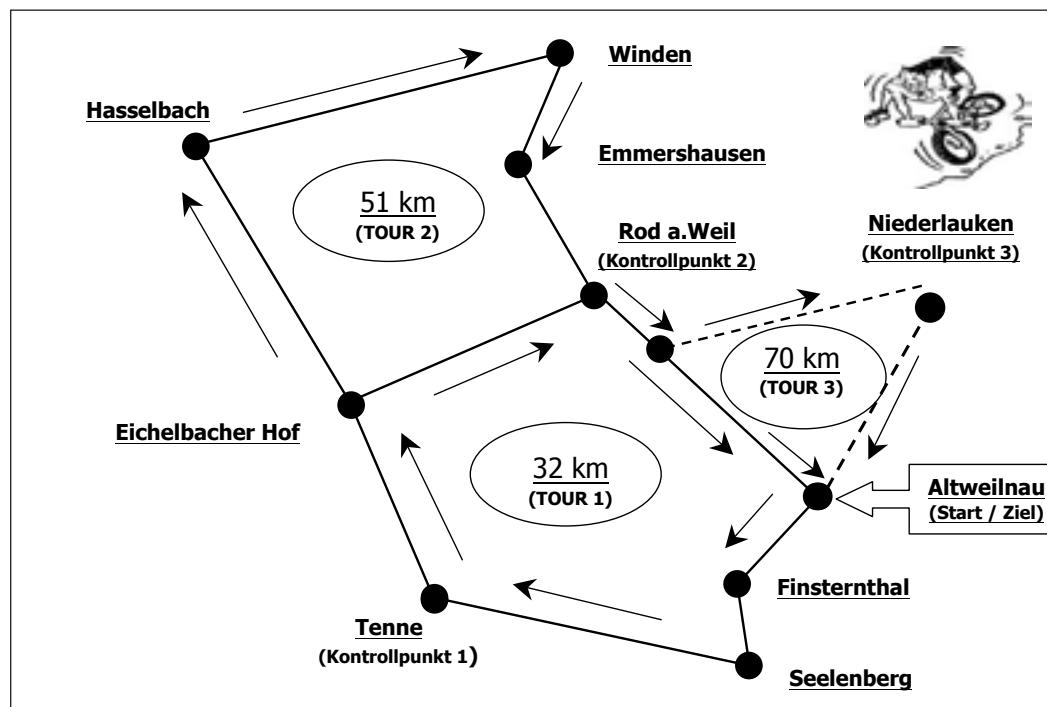 Winden
Hasselbach
Emmershausen
51 km
(TOUR 2)
Rod a.Weil
(Kontrollpunkt 2)
Niederlauken
(Kontrollpunkt 3)
70 km
(TOUR 3)
Eichelbacher Hof
32 km
(TOUR 1)
Altweilnau
(Start / Ziel)
Finsternthal
Tenne
(Kontrollpunkt 1)
Seelenberg